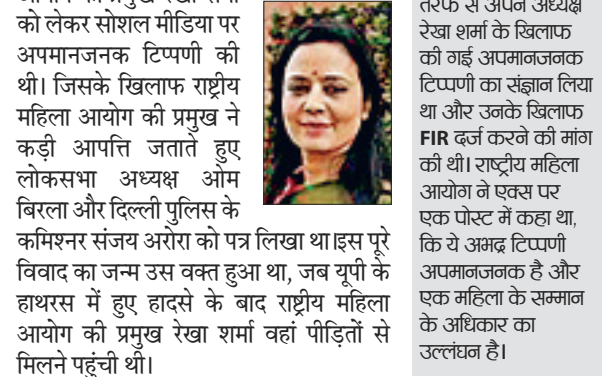 को लेकर सोशल मीडिया पर
अपमानजनक टिप्पणी की
थी। जिसके खिलाफ राष्ट्रीय
महिला आयोग की प्रमुख ने
कड़ी आपत्ति जताते हुए
लोकसभा अध्यक्ष ओम
बिरला और दिल्ली पुलिस के
कमिश्नर संजय अरोरा को पत्र लिखा था।इस पूरे
विवाद का जन्म उस वक्त हुआ था, जब यूपी के
हाथरस में हुए हादसे के बाद राष्ट्रीय महिला
आयोग की प्रमुख रेखा शर्मा वहां पीड़ितों से
मिलने पहुंची थी।
तरफ से अपने अध्यक्ष
रेखा शर्मा के खिलाफ
की गई अपमानजनक
टिप्पणी का संज्ञान लिया
था और उनके खिलाफ
FIR दर्ज करने की मांग
की थी। राष्ट्रीय महिला
आयोग ने एक्स पर
एक पोस्ट में कहा था,
कि ये अभद्र टिप्पणी
अपमानजनक है और
एक महिला के सम्मान
के अधिकार का
उल्लंघन है।